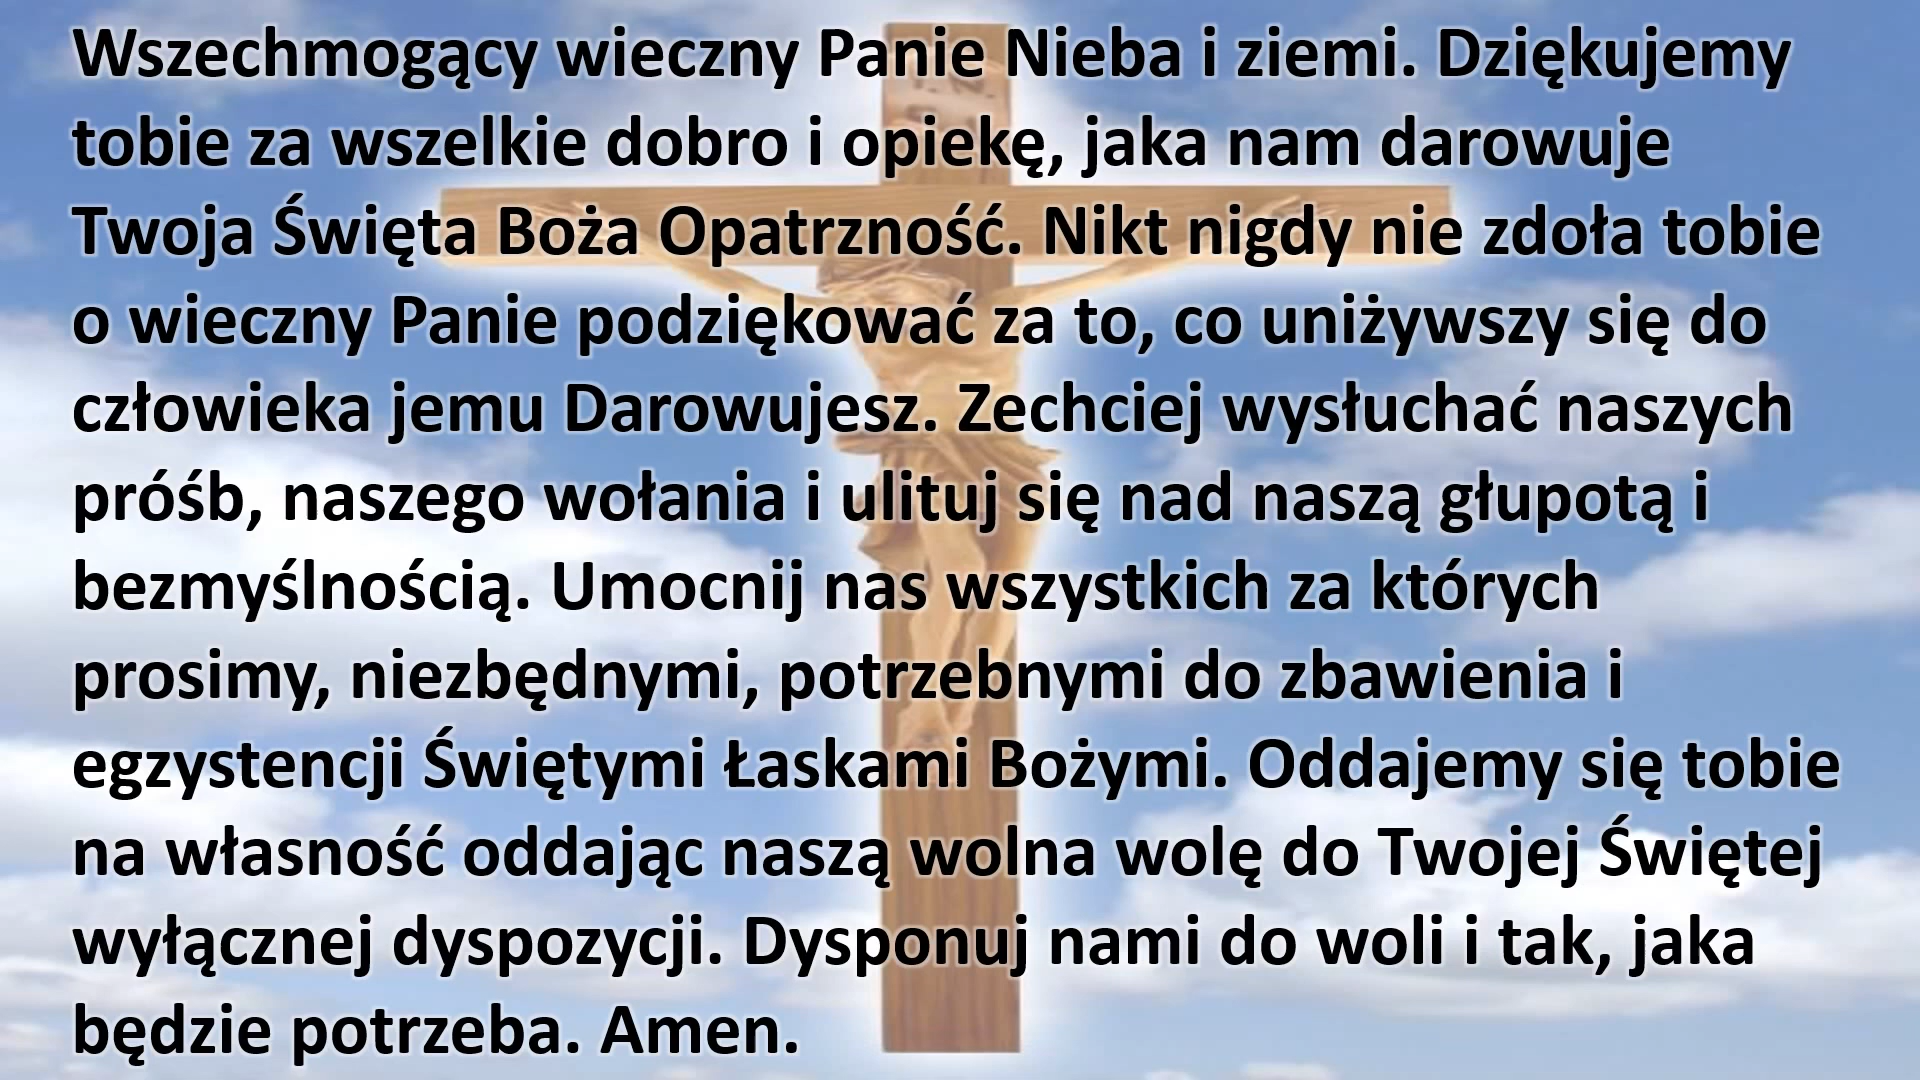 Wszechmogący wieczny Panie Nieba i ziemi. Dziękujemy
tobie za wszelkie dobro i opiekę, jaka nam darowuje
Twoja Święta Boża Opatrzność. Nikt nigdy nie zdoła tobie
o wieczny Panie podziękować za to, co uniżywszy się do
człowieka jemu Darowujesz. Zechciej wysłuchać naszych
próśb, naszego wołania i ulituj się nad naszą głupotą i
bezmyślnością. Umocnij nas wszystkich za których
prosimy, niezbędnymi, potrzebnymi do zbawienia i
egzystencji Świętymi Łaskami Bożymi. Oddajemy się tobie
na własność oddając naszą wolna wolę do Twojej Świętej
wyłącznej dyspozycji. Dysponuj nami do woli i tak, jaka
będzie potrzeba. Amen.